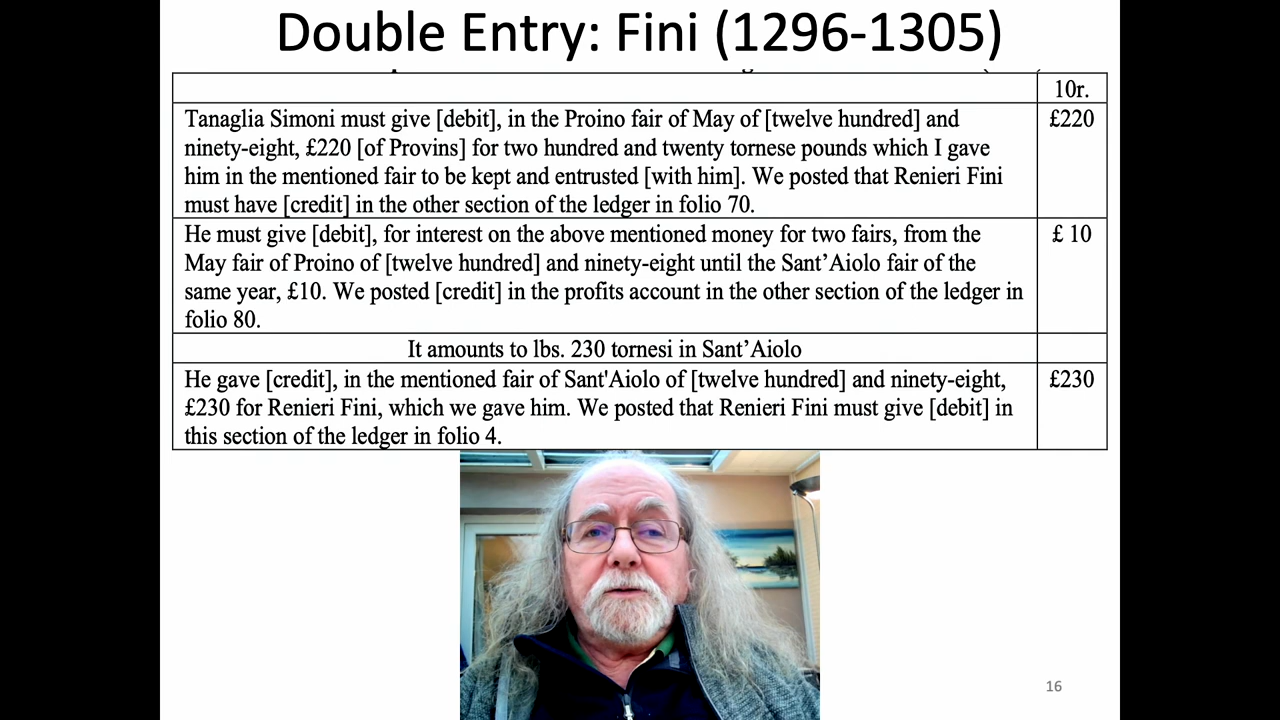 Double Entry: Fini (1296-1305)
10r.
Tanaglia Simoni must give [debit], in the Proino fair of May of [twelve hundred] and £220
ninety-eight, £220 [of Provins] for two hundred and twenty tornese pounds which I gave
him in the mentioned fair to be kept and entrusted [with him]. We posted that Renieri Fini
must have [credit] in the other section of the ledger in folio 70.
He must give [debit], for interest on the above mentioned money for two fairs, from the £ 10
May fair of Proino of [twelve hundred] and ninety-eight until the Sant’Aiolo fair of the
same year, £10. We posted [credit] in the profits account in the other section of the ledger in
folio 80.
It amounts to lbs. 230 tornesi in Sant’Aiolo
He gave [credit], in the mentioned fair of Sant'Aiolo of [twelve hundred] and ninety-eight, £230
£230 for Renieri Fini, which we gave him. We posted that Renieri Fini must give [debit] in
this section of the ledger in folio 4.
16